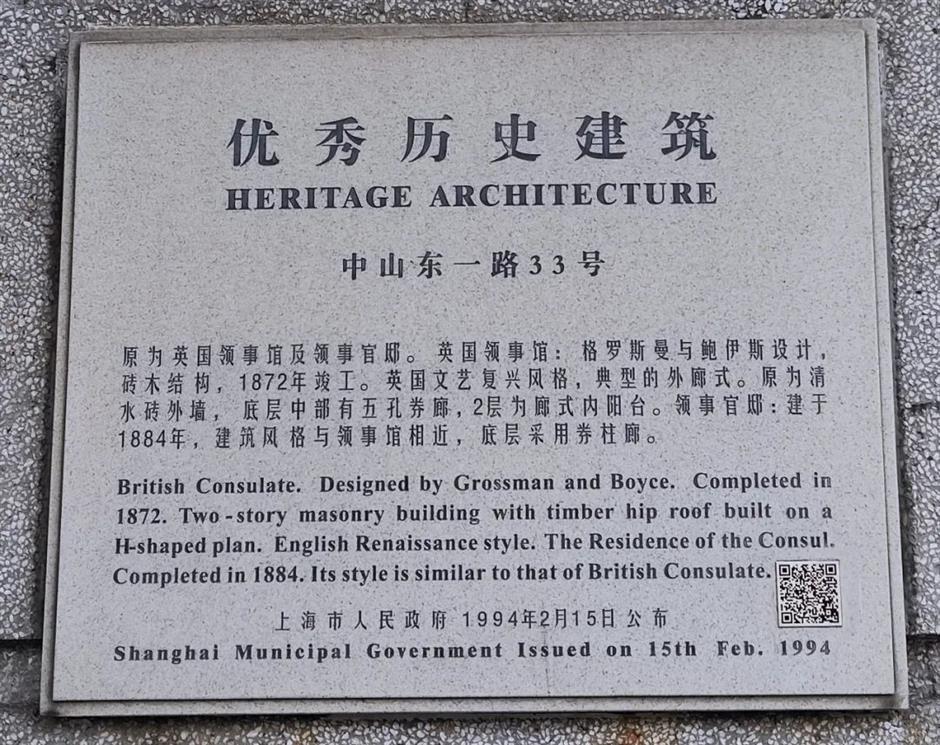 优秀历史建筑
HERITAGE ARCHITECTURE
中山东一路33号
原为英国领事馆及领事官邸。英国领事馆：格罗斯曼与鲍伊斯设计，
砖木结构，1872年竣工。英国文艺复兴风格，典型的外廊式。原为清
水砖外墙，底层中部有五孔券廊，2层为廊式内阳台。领事官邸：建于
1884年，建筑风格与领事馆相近，底层采用券柱廊。
British Consulate. Designed by Grossman and Boyce. Completed in
1872. Two-story masonry building with timber hip roof built on a
H-shaped plan. English Renaissance style. The Residence of the Consul.
Completed in 1884. Its style is similar to that of British Consulate.
上海市人民政府 1994年2月15日公布
Shanghai Municipal Government Issued on 15th Feb. 1994